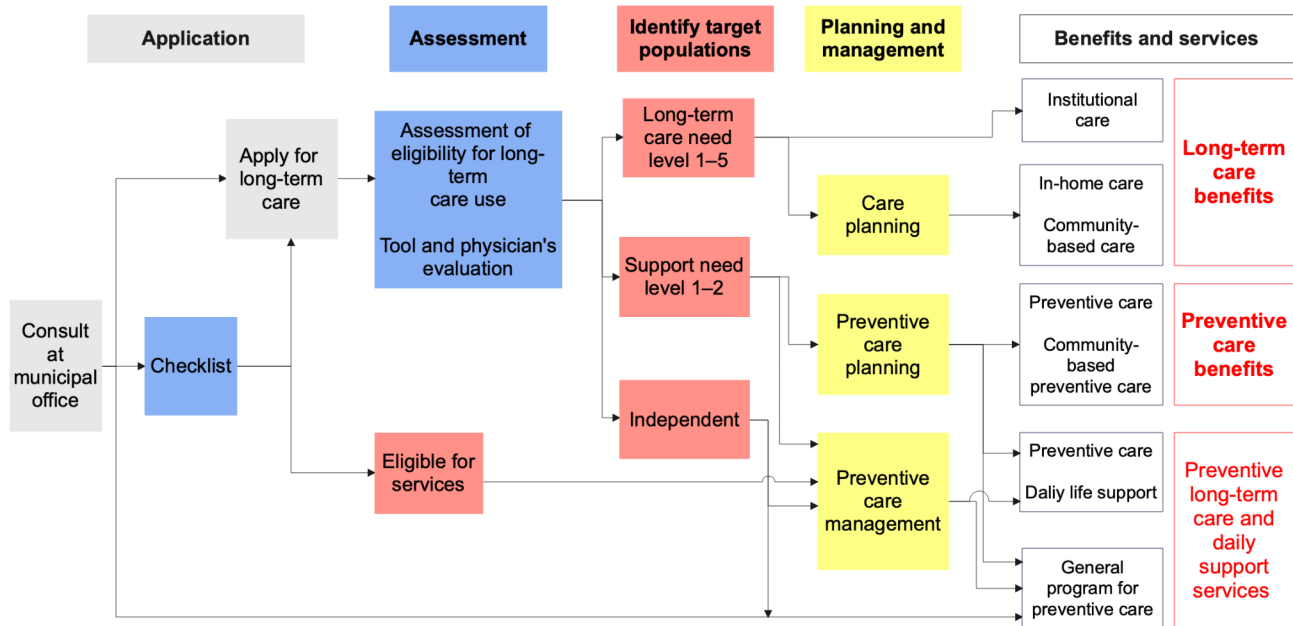 Application
Assessment
Identify target
populations
Planning and
management
Benefits and services
Consult
at
municipal
office
Checklist
Apply for
long-term
care
Assessment of
eligibility for long-
term
care use
Tool and physician's
evaluation
Eligible for
services
Long-term
care need
level 1–5
Support need
level 1–2
Independent
Care
planning
Preventive
care
planning
Preventive
care
management
Institutional
care
In-home care
Community-
based care
Preventive care
Community-
based
preventive care
Preventive care
Daliy life support
General
program for
preventive care
Long-term
care
benefits
Preventive
care
benefits
Preventive
long-term
care and
daily
support
services